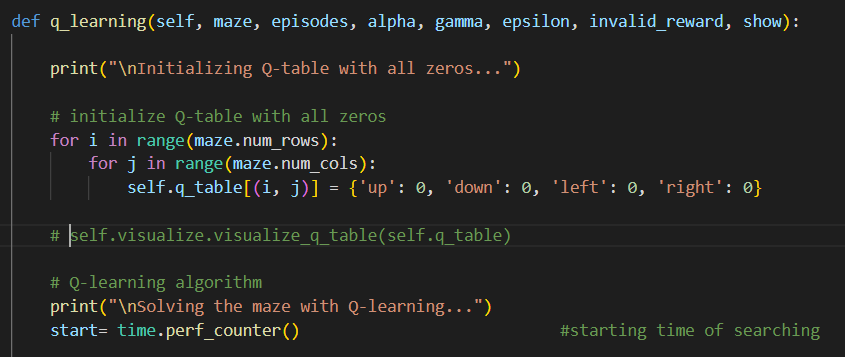 def q_learning(self, maze, episodes, alpha, gamma, epsilon, invalid_reward, show):
print("\nInitializing Q-table with all zeros...")
# initialize Q-table with all zeros
for i in range(maze.num_rows):
for j in range(maze.num_cols):
self.q_table[(i, j)] = {'up': 0, 'down': 0, 'left': 0, 'right': 0}
# self.visualize.visualize_q_table(self.q_table)
# Q-learning algorithm
print("\nSolving the maze with Q-learning...")
start= time.perf_counter() #starting time of searching